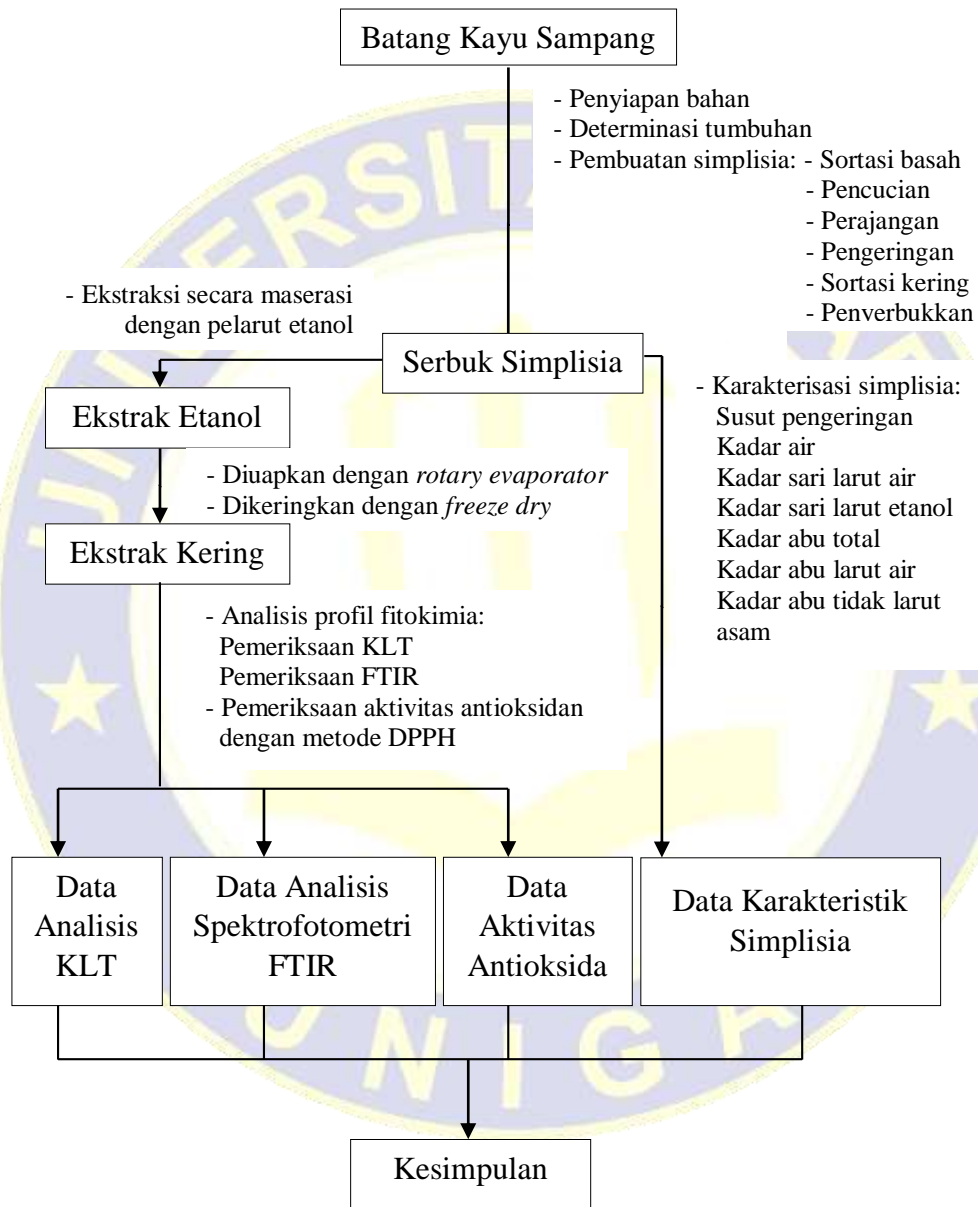 Batang Kayu Sampang
- Penyiapan bahan
- Determinasi tumbuhan
- Pembuatan simplisia: - Sortasi basah
- Pencucian
- Perajangan
- Pengeringan
- Sortasi kering
- Penverbukkan
- Ekstraksi secara maserasi
dengan pelarut etanol
Serbuk Simplisia
Ekstrak Etanol
- Karakterisasi simplisia:
Susut pengeringan
Kadar air
Kadar sari larut air
Kadar sari larut etanol
Kadar abu total
Kadar abu larut air
Kadar abu tidak larut
asam
- Diuapkan dengan rotary evaporator
- Dikeringkan dengan freeze dry
Ekstrak Kering
- Analisis profil fitokimia:
Pemeriksaan KLT
Pemeriksaan FTIR
- Pemeriksaan aktivitas antioksidan
dengan metode DPPH
Data
Analisis
KLT
Data Analisis
Spektrofotometri
FTIR
Data
Aktivitas
Antioksida
Data Karakteristik
Simplisia
Kesimpulan
UNIGA